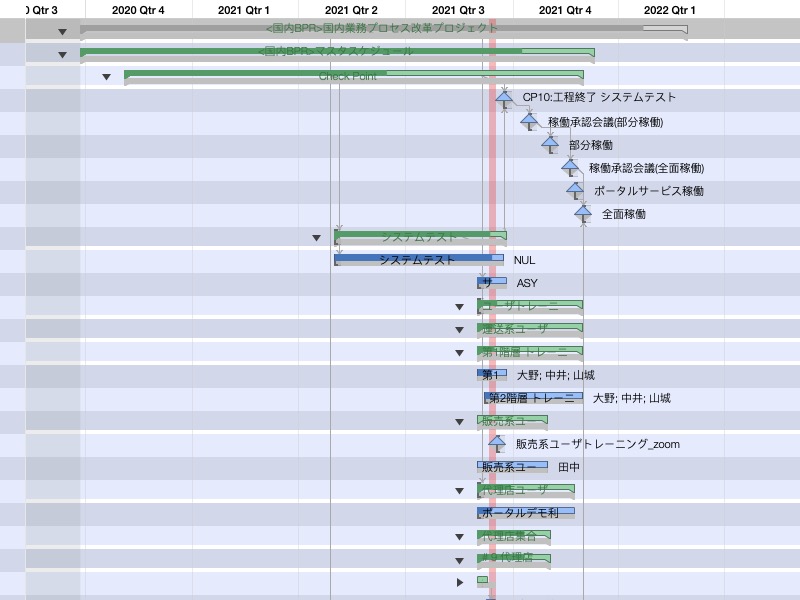 Qtr 3
2020 Qtr 4
2021 Qtr 1
2021 Qtr 2
2021 Qtr 3
2021 Qtr 4
2022 Qtr 1
<国内BPR>国内業務プロセス改革プロジェクト
<国内BPR>マスタスケジュール
Check Point
CP10:工程終了 システムテスト
稼働承認会議(部分稼働)
部分稼働
稼働承認会議(全面稼働)
ポータルサービス稼働
全面稼働
システムテスト
システムテスト NUL
サ ASY
ユーザトレーニ
運送系ユーザ
第1階層 トレーニ
第1 大野; 中井; 山城
第2階層 トレーニ 大野; 中井; 山城
販売系ユー
販売系ユーザトレーニング_zoom
販売系ユー 田中
代理店ユーザ
ポータルデモ利
代理店集合
# 9 代理店